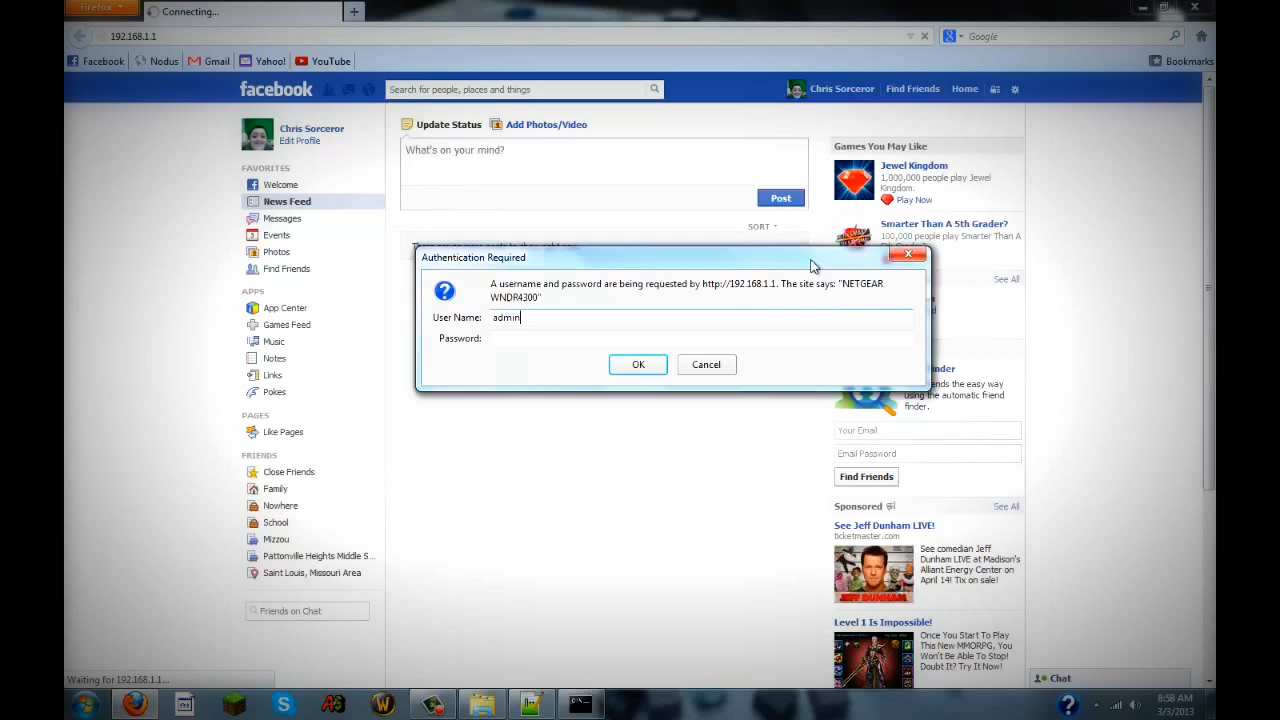 Firefox
Connecting...
192.168.1.1
Google
Facebook
Nodus
Gmail
Yahoo!
YouTube
Bookmarks
facebook
Search for people, places and things
Chris Sorceror
Find Friends
Home
Chris Sorceror
Edit Profile
FAVORITES
Welcome
News Feed
Messages
Events
Photos
Find Friends
APPS
App Center
Games Feed
Music
Notes
Links
Pokes
PAGES
Like Pages
FRIENDS
Close Friends
Family
Nowhere
School
Mizzou
Pattonville Heights Middle S...
Saint Louis, Missouri Area
Friends on Chat
Update Status
Add Photos/Video
What's on your mind?
Post
SORT
Authentication Required
A username and password are being requested by http://192.168.1.1. The site says: "NETGEAR
WNDR4300"
User Name:
admin
Password:
OK
Cancel
Games You May Like
Jewel Kingdom
1,000,000 people play Jewel
Kingdom.
Play Now
Smarter Than A 5th Grader?
100,000 people play Smarter Than A
See All
friends the easy way
using the automatic friend
finder.
Your Email
Email Password
Find Friends
Sponsored
See All
See Jeff Dunham LIVE!
ticketmaster.com
See comedian Jeff
Dunham LIVE at Madison's
Alliant Energy Center on
April 14! Tix on sale!
JEFF DUNHAM
Level 1 Is Impossible!
Once You Start To Play
This New MMORPG, You
Won't Be Able To Stop!
Doubt It? Try It Now!
Chat
Waiting for 192.168.1.1...
8:58 AM
3/3/2013